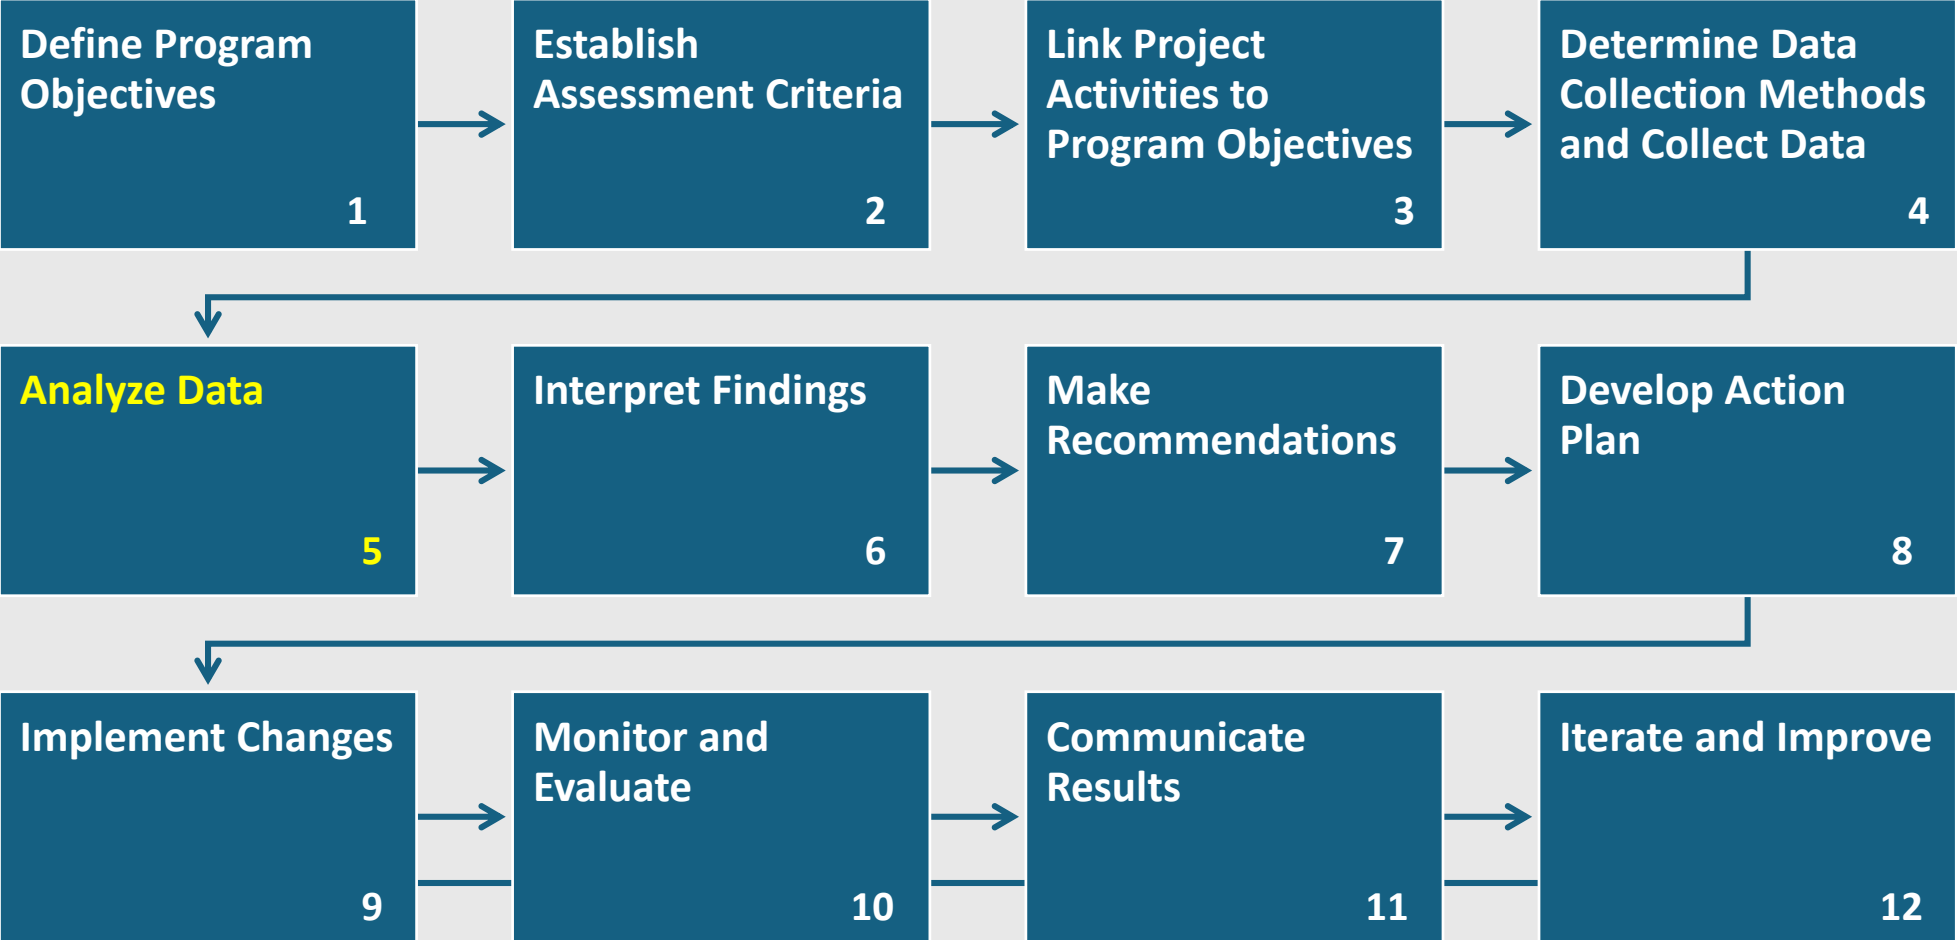 Define Program
Objectives
1
Establish
Assessment Criteria
2
Link Project
Activities to
Program Objectives
3
Determine Data
Collection Methods
and Collect Data
4
Analyze Data
5
Interpret Findings
6
Make
Recommendations
7
Develop Action
Plan
8
Implement Changes
9
Monitor and
Evaluate
10
Communicate
Results
11
Iterate and Improve
12